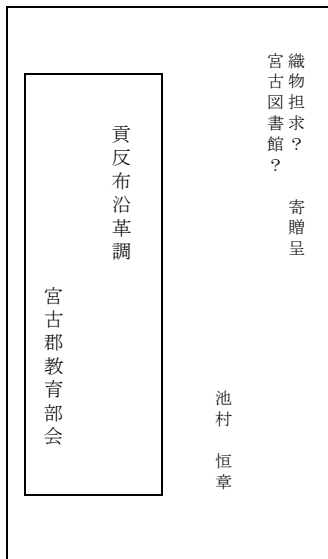 織物担求？　寄贈呈
宮古図書館？
池村　恒章
貢反布沿革調
宮古郡教育部会